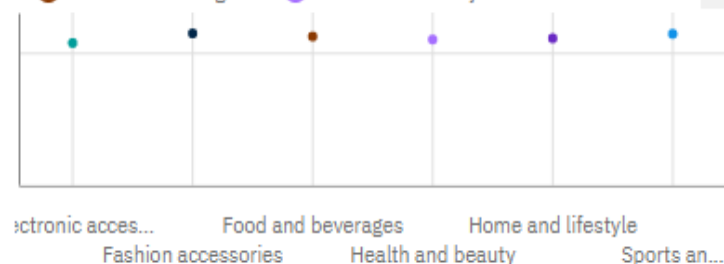 ectronic acces... Food and beverages Home and lifestyle
Fashion accessories Health and beauty Sports an...